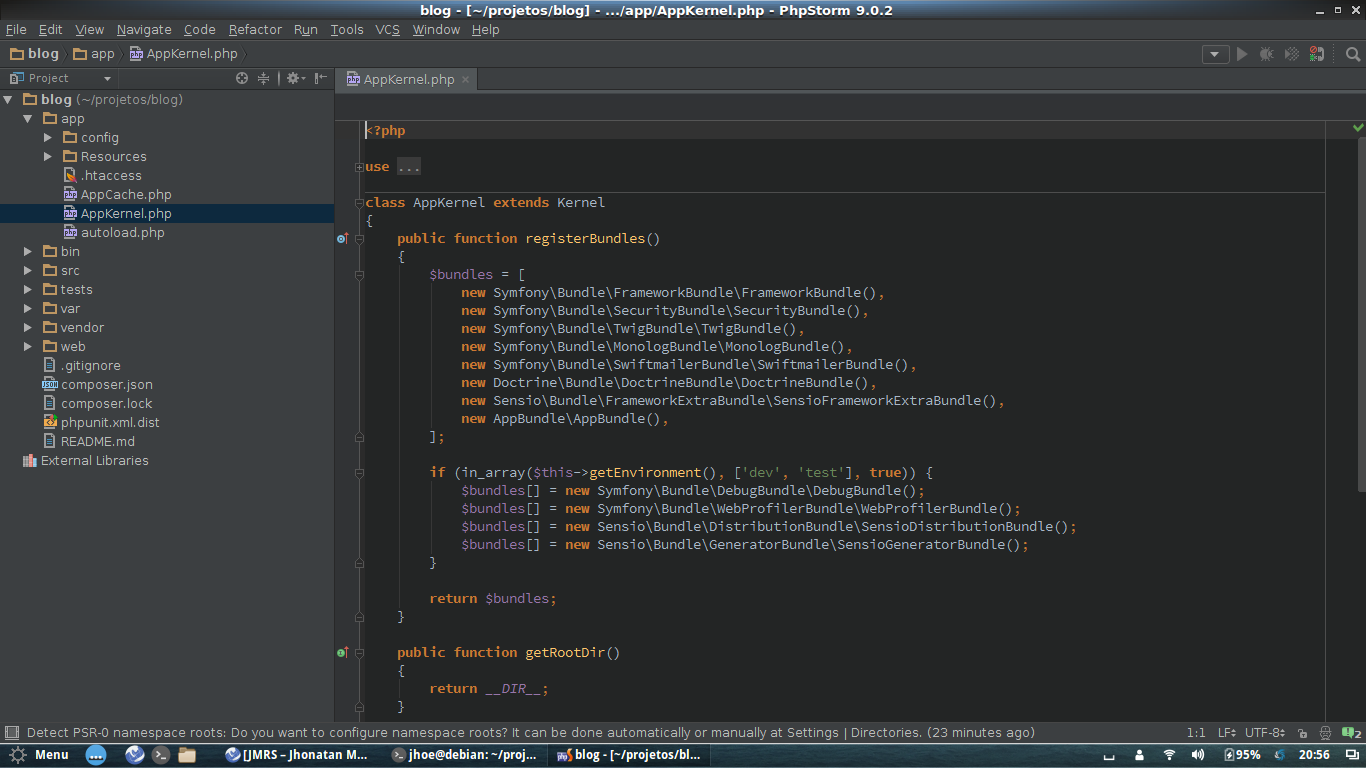 blog - [~/projetos/blog] - .../app/AppKernel.php - PhpStorm 9.0.2
File Edit View Navigate Code Refactor Run Tools VCS Window Help
blog app AppKernel.php
Project
AppKernel.php
blog (~/projetos/blog)
app
config
Resources
.htaccess
AppCache.php
AppKernel.php
autoload.php
bin
src
tests
var
vendor
web
.gitignore
composer.json
composer.lock
phpunit.xml.dist
README.md
External Libraries
<?php
use ...
class AppKernel extends Kernel
{
    public function registerBundles()
    {
        $bundles = [
            new Symfony\Bundle\FrameworkBundle\FrameworkBundle(),
            new Symfony\Bundle\SecurityBundle\SecurityBundle(),
            new Symfony\Bundle\TwigBundle\TwigBundle(),
            new Symfony\Bundle\MonologBundle\MonologBundle(),
            new Symfony\Bundle\SwiftmailerBundle\SwiftmailerBundle(),
            new Doctrine\Bundle\DoctrineBundle\DoctrineBundle(),
            new Sensio\Bundle\FrameworkExtraBundle\SensioFrameworkExtraBundle(),
            new AppBundle\AppBundle(),
        ];
        if (in_array($this->getEnvironment(), ['dev', 'test'], true)) {
            $bundles[] = new Symfony\Bundle\DebugBundle\DebugBundle();
            $bundles[] = new Symfony\Bundle\WebProfilerBundle\WebProfilerBundle();
            $bundles[] = new Sensio\Bundle\DistributionBundle\SensioDistributionBundle();
            $bundles[] = new Sensio\Bundle\GeneratorBundle\SensioGeneratorBundle();
        }
        return $bundles;
    }
    public function getRootDir()
    {
        return __DIR__;
    }
Detect PSR-0 namespace roots: Do you want to configure namespace roots? It can be done automatically or manually at Settings | Directories. (23 minutes ago) 1:1 LF UTF-8 2
Menu [JMRS – Jhonatan M... jhoe@debian: ~/proj... blog - [~/projetos/bl... 95% 20:56